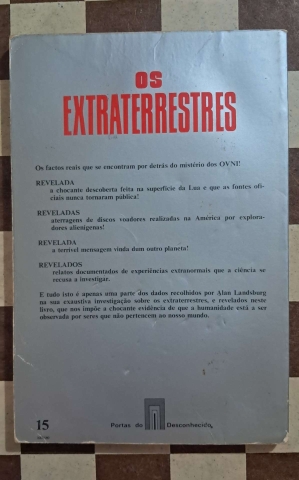 OS
EXTRATERRESTRES
Os factos reais que se encontram por detrás do mistério dos OVNI!
REVELADA
a chocante descoberta feita na superfície da Lua e que as fontes ofi-
ciais nunca tornaram pública!
REVELADAS
aterragens de discos voadores realizadas na América por explora-
dores alienígenas!
REVELADA
a terrível mensagem vinda dum outro planeta!
REVELADOS
relatos documentados de experiências extranormais que a ciência se
recusa a investigar.
E tudo isto é apenas uma parte dos dados recolhidos por Alan Landsburg
na sua exaustiva investigação sobre os extraterrestres, e revelados neste
livro, que nos impõe a chocante evidência de que a humanidade está a ser
observada por seres que não pertencem ao nosso mundo.
15
Portas do Desconhecido